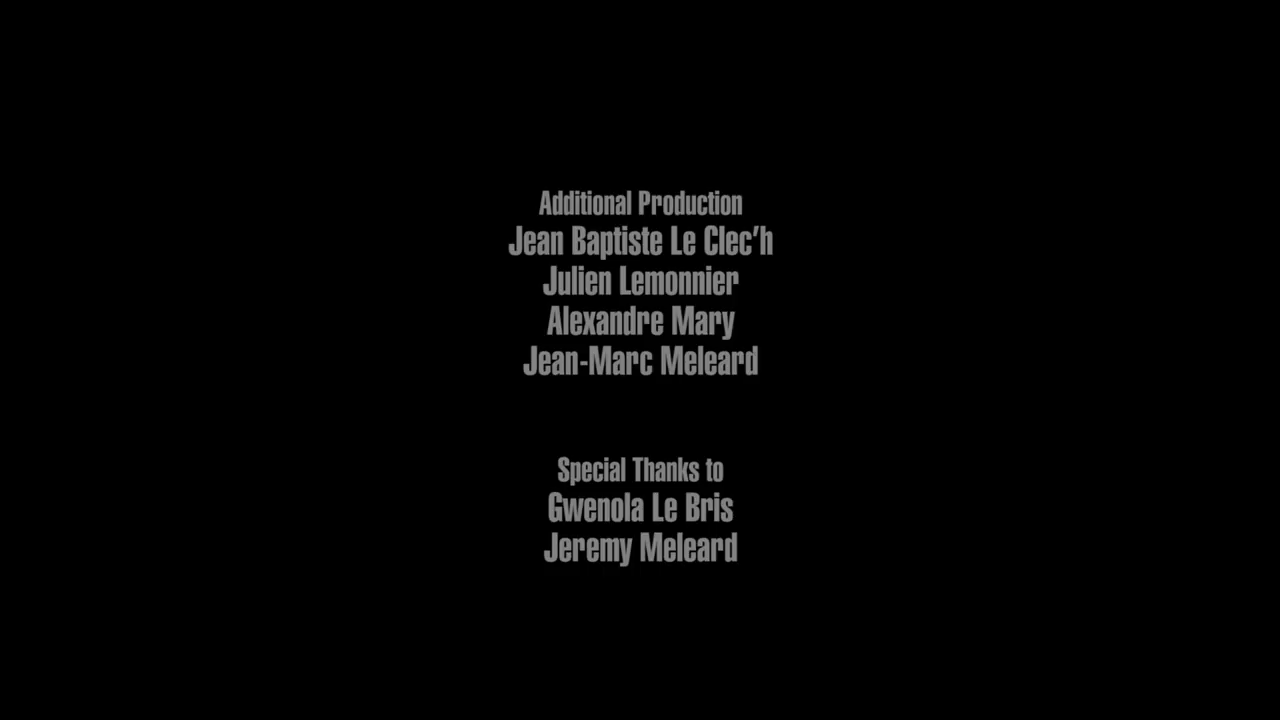 Additional Production
Jean Baptiste Le Clec'h
Julien Lemonnier
Alexandre Mary
Jean-Marc Meleard
Special Thanks to
Gwenola Le Bris
Jeremy Meleard